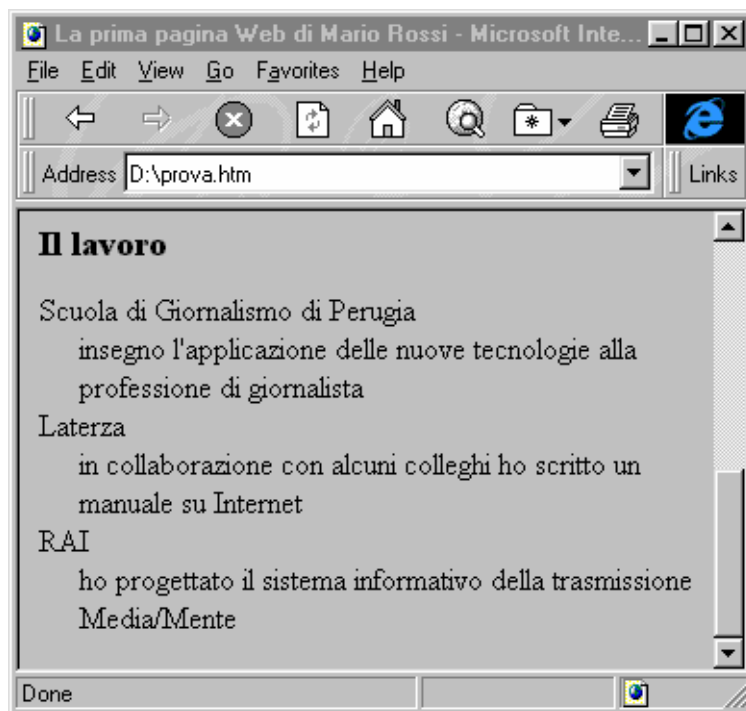 La prima pagina Web di Mario Rossi - Microsoft Inte...
File Edit View Go Favorites Help
Address D:\prova.htm Links
Il lavoro
Scuola di Giornalismo di Perugia
insegno l'applicazione delle nuove tecnologie alla
professione di giornalista
Laterza
in collaborazione con alcuni colleghi ho scritto un
manuale su Internet
RAI
ho progettato il sistema informativo della trasmissione
Media/Mente
Done